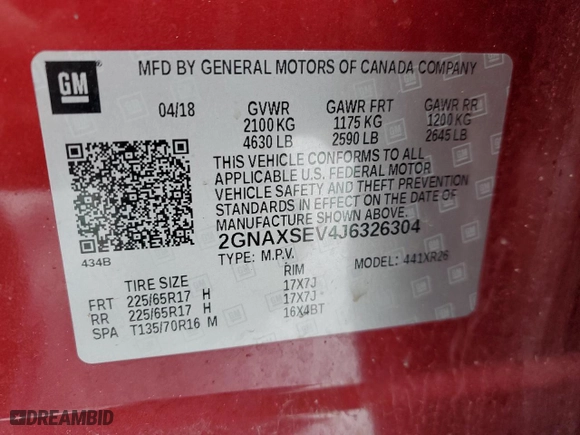 GM
MFD BY GENERAL MOTORS OF CANADA COMPANY
04/18 GVWR GAWR FRT GAWR RR
2100 KG 1175 KG 1200 KG
4630 LB 2590 LB 2645 LB
THIS VEHICLE CONFORMS TO ALL
APPLICABLE U.S. FEDERAL MOTOR
VEHICLE SAFETY AND THEFT PREVENTION
STANDARDS IN EFFECT ON THE DATE OF
MANUFACTURE SHOWN ABOVE.
2GNAXSEV4J6326304
434B
TYPE: M.P.V. MODEL: 441XR26
TIRE SIZE RIM
FRT 225/65R17 H 17X7J
RR 225/65R17 H 17X7J
SPA T135/70R16 M 16X4BT
DREAMBID